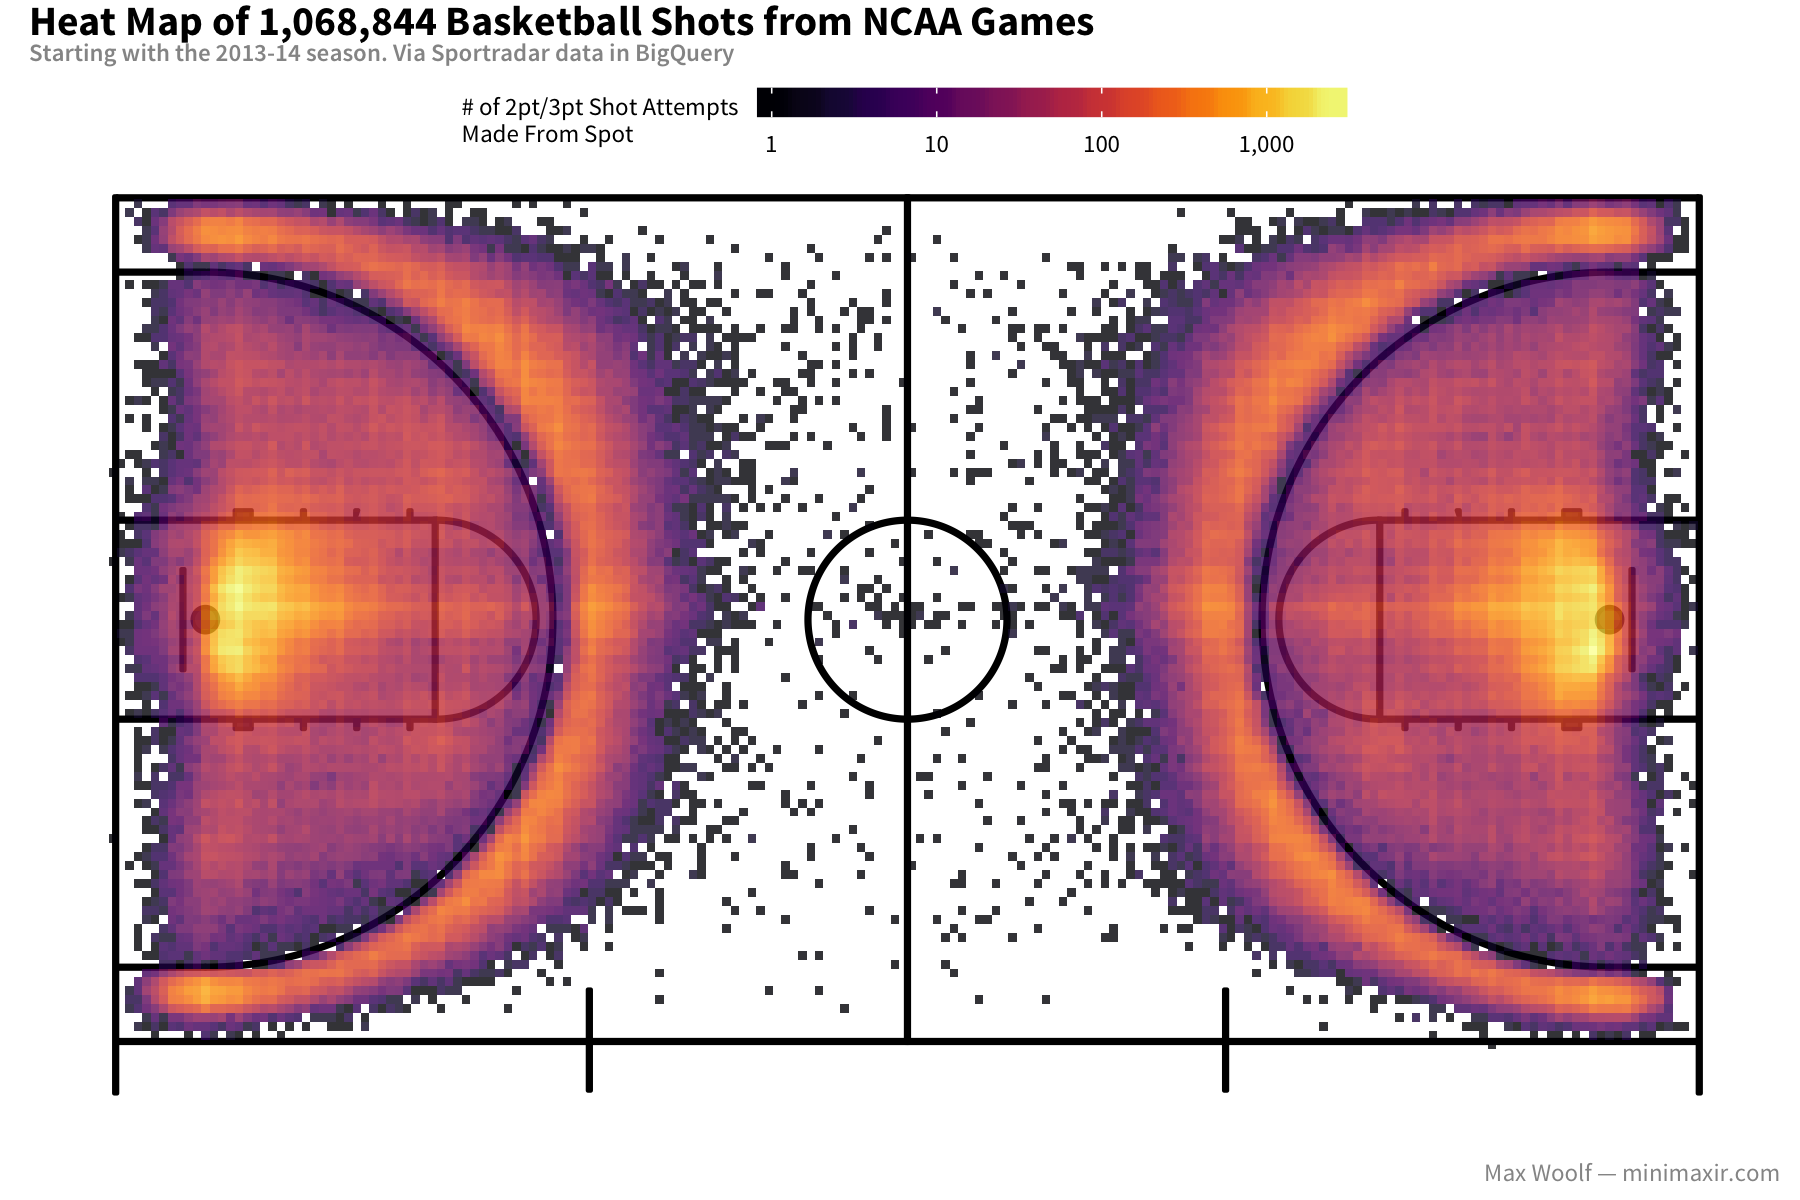 Heat Map of 1,068,844 Basketball Shots from NCAA Games
Starting with the 2013-14 season. Via Sportradar data in BigQuery
# of 2pt/3pt Shot Attempts
Made From Spot
1 10 100 1,000
Max Woolf — minimaxir.com